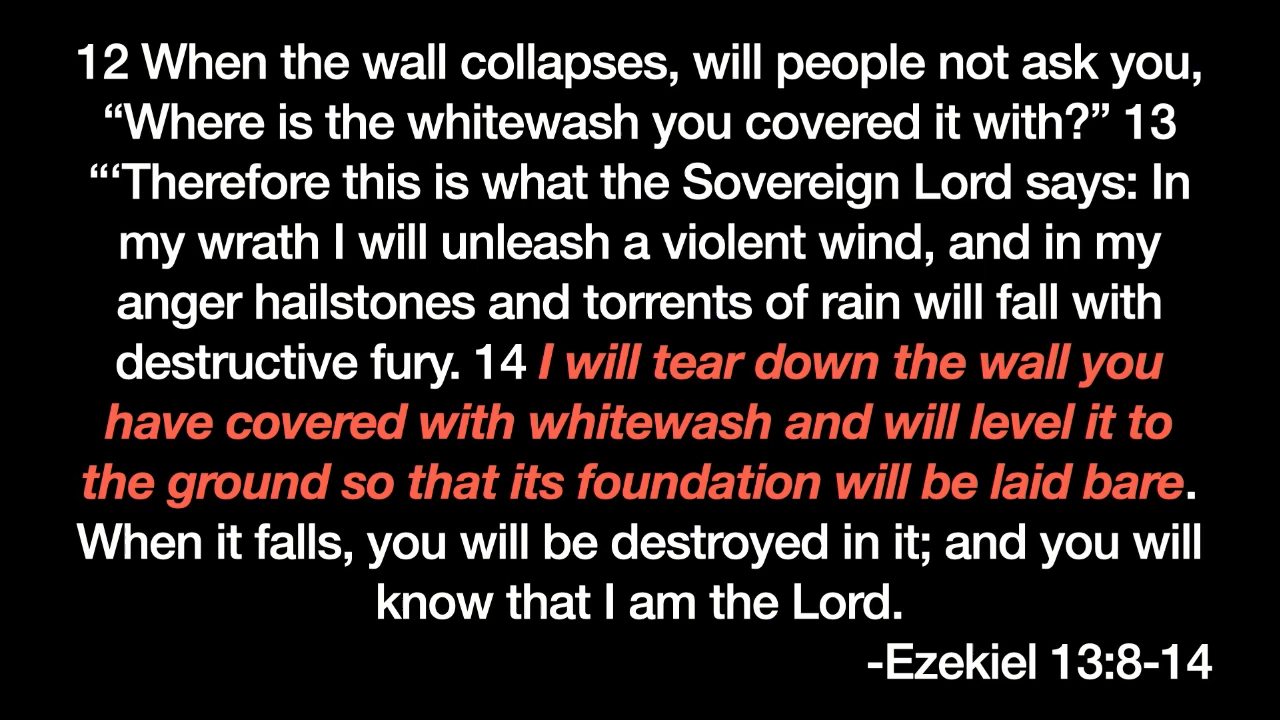 12 When the wall collapses, will people not ask you,
“Where is the whitewash you covered it with?” 13
“‘Therefore this is what the Sovereign Lord says: In
my wrath I will unleash a violent wind, and in my
anger hailstones and torrents of rain will fall with
destructive fury. 14 I will tear down the wall you
have covered with whitewash and will level it to
the ground so that its foundation will be laid bare.
When it falls, you will be destroyed in it; and you will
know that I am the Lord.
-Ezekiel 13:8-14